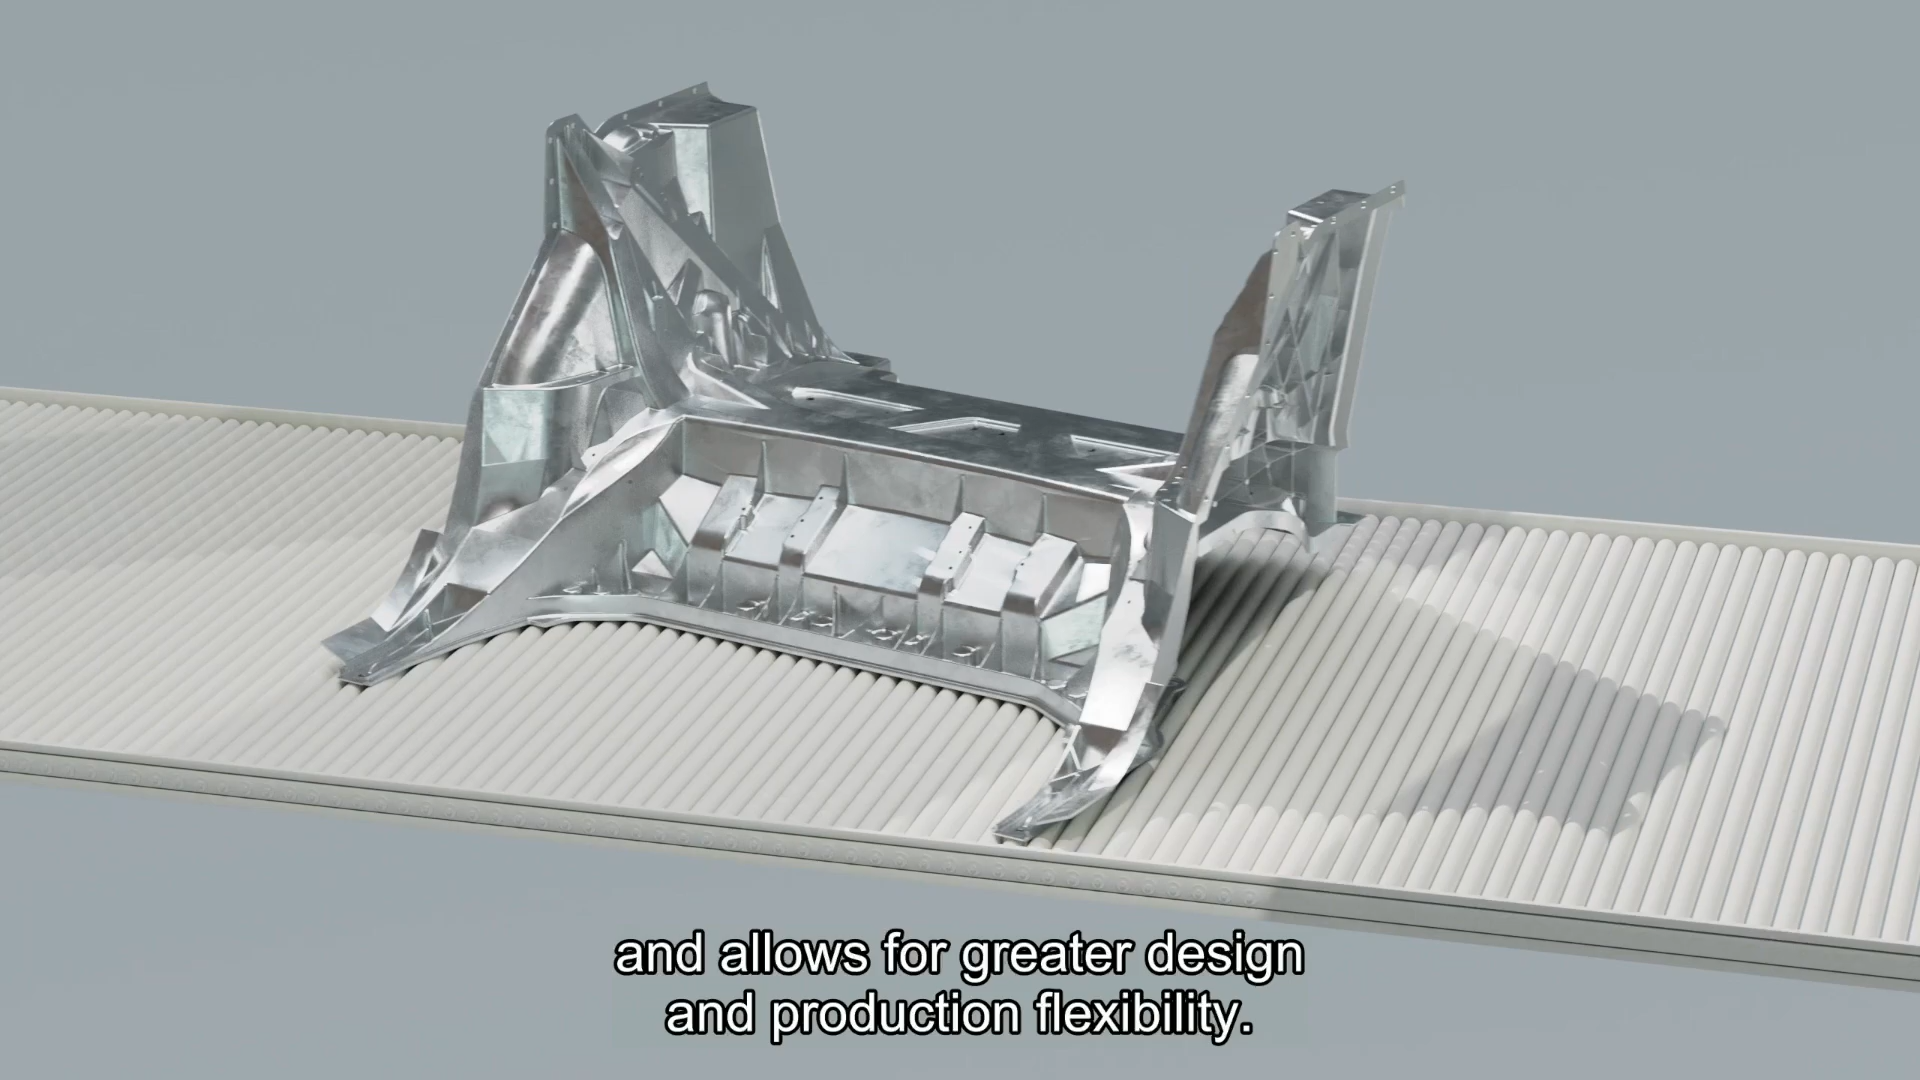 and allows for greater design
and production flexibility.